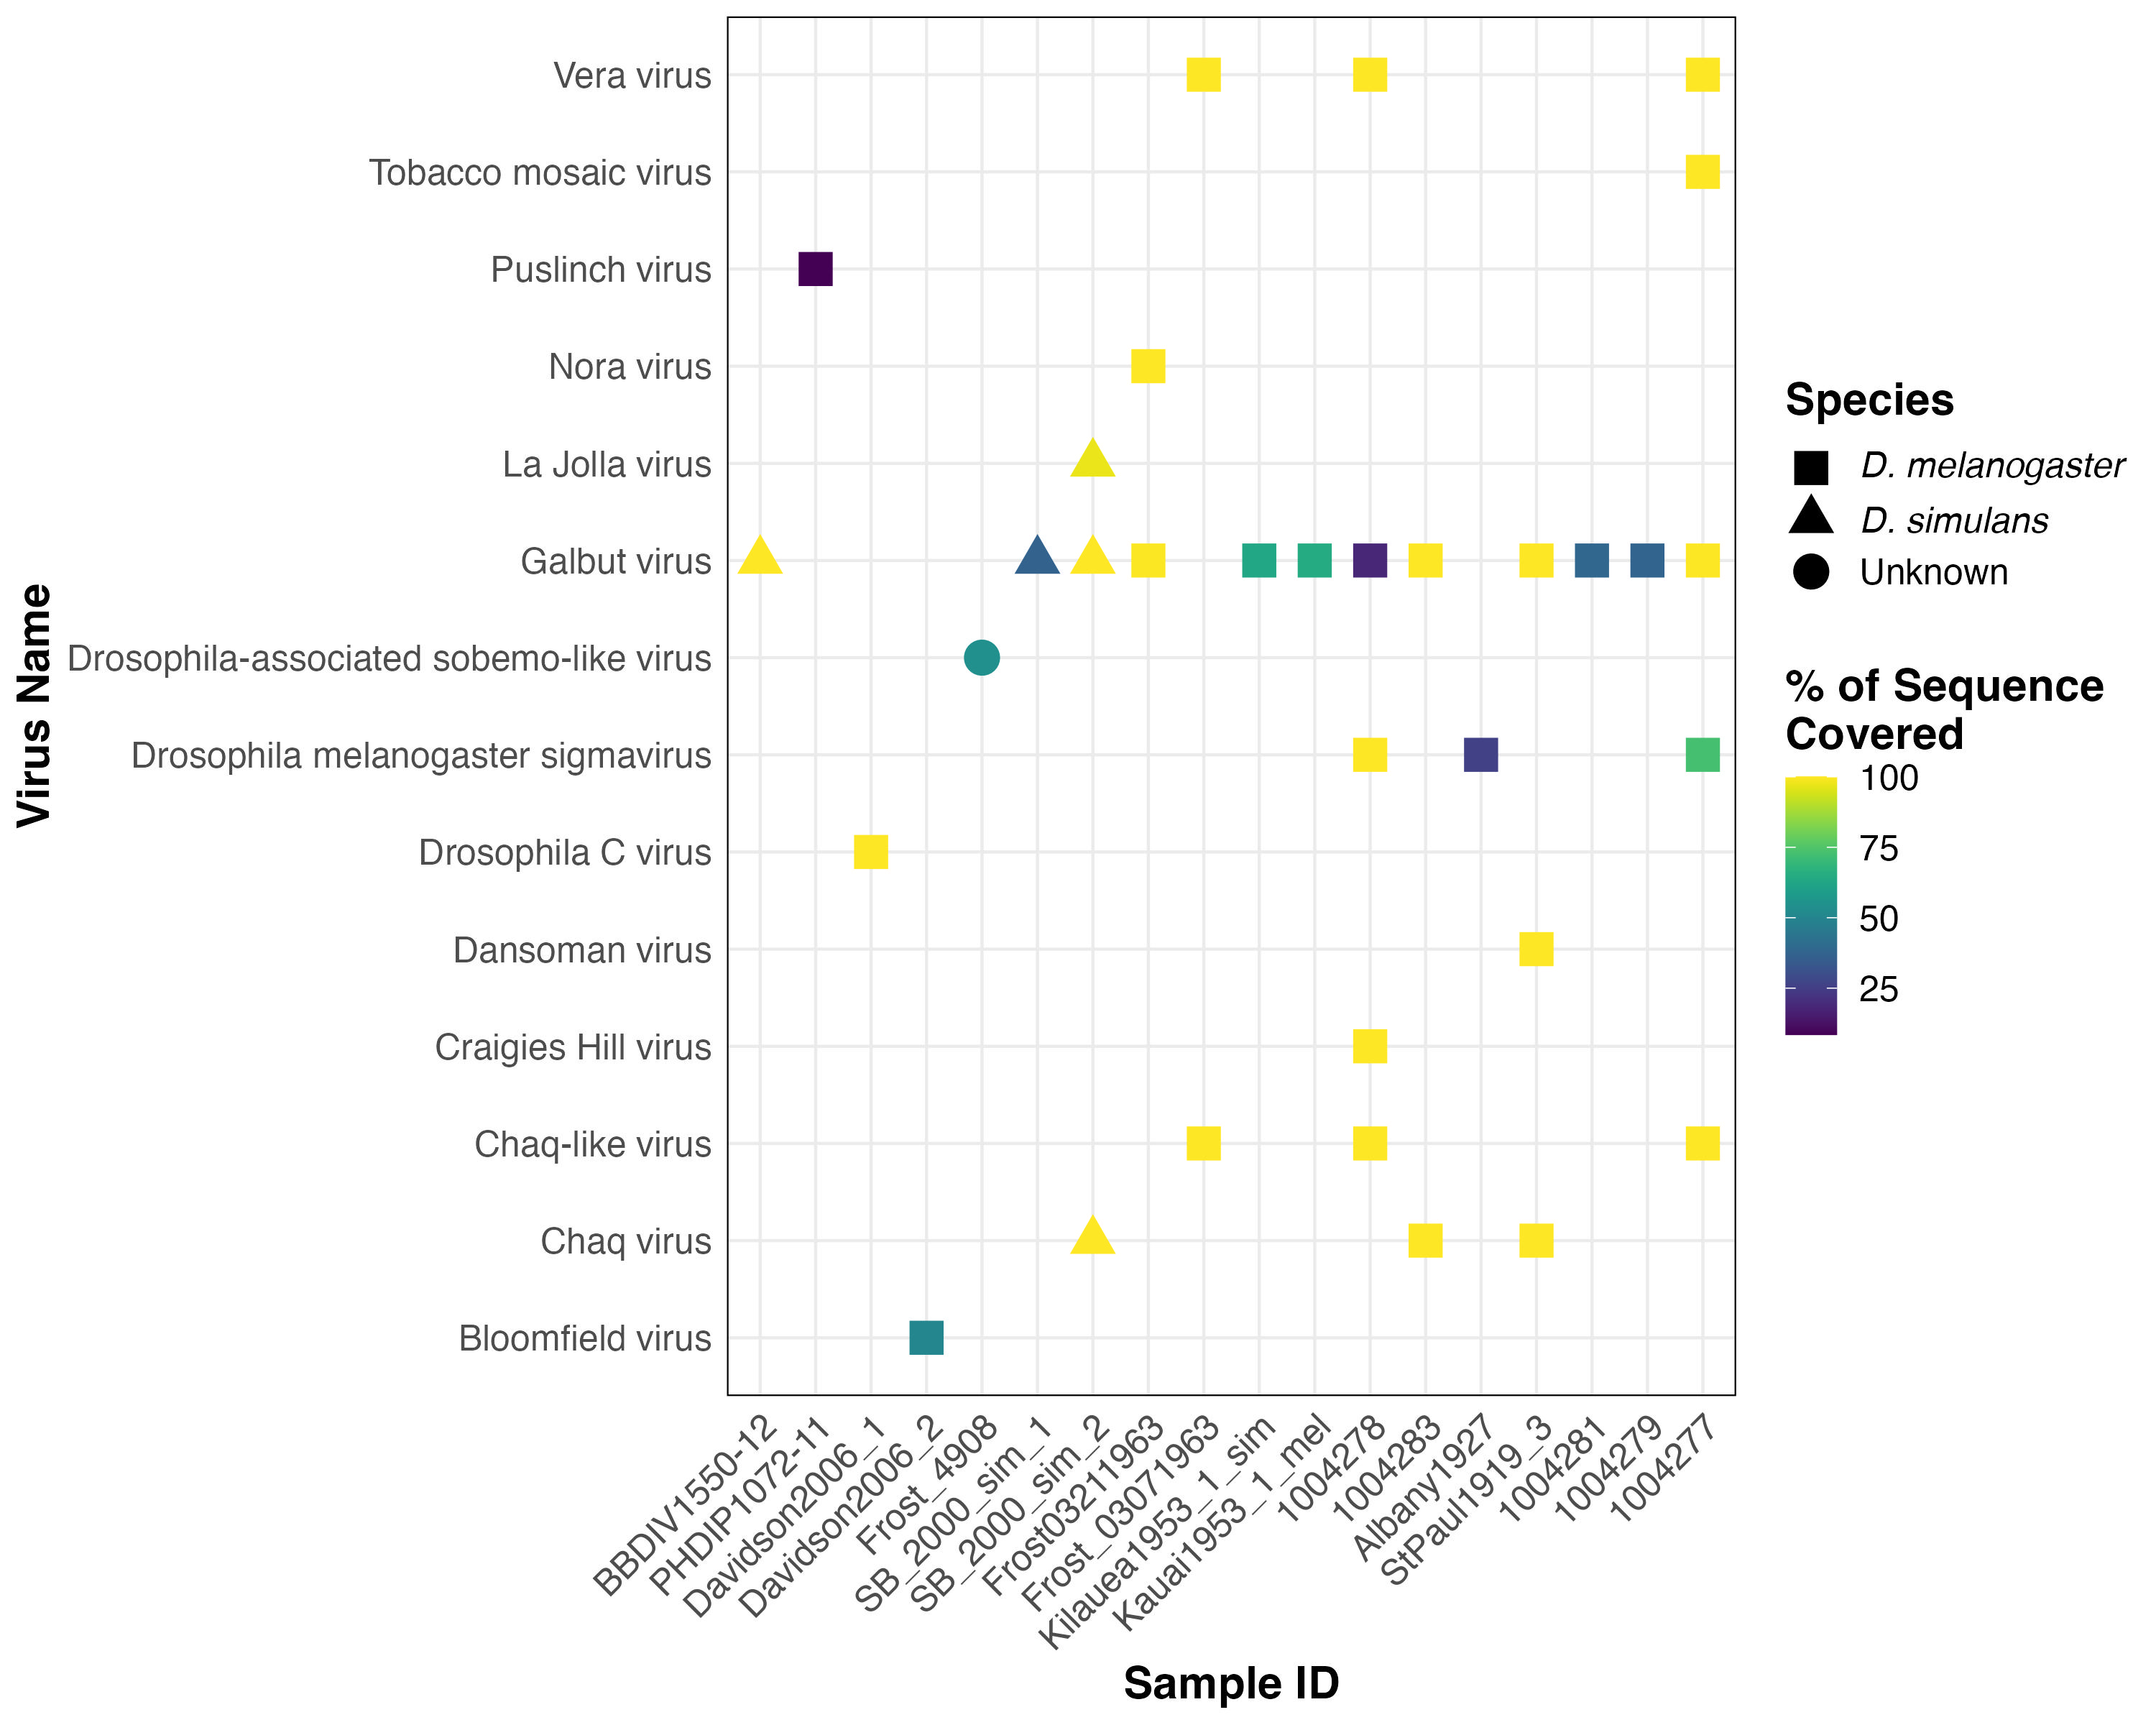 Virus Name
Vera virus
Tobacco mosaic virus
Puslinch virus
Nora virus
La Jolla virus
Galbut virus
Drosophila-associated sobemo-like virus
Drosophila melanogaster sigmavirus
Drosophila C virus
Dansoman virus
Craigies Hill virus
Chaq-like virus
Chaq virus
Bloomfield virus
BBDIV1550-12
PHDIP1072-11
Davidson2006_1
Davidson2006_2
Frost_4908
SB_2000_sim_1
SB_2000_sim_2
Frost03211963
Frost_03071963
Kilauea1953_1_sim
Kauai1953_1_mel
1004278
1004283
Albany1927
StPaul1919_3
1004281
1004279
1004277
Sample ID
Species
D. melanogaster
D. simulans
Unknown
% of Sequence
Covered
100
75
50
25